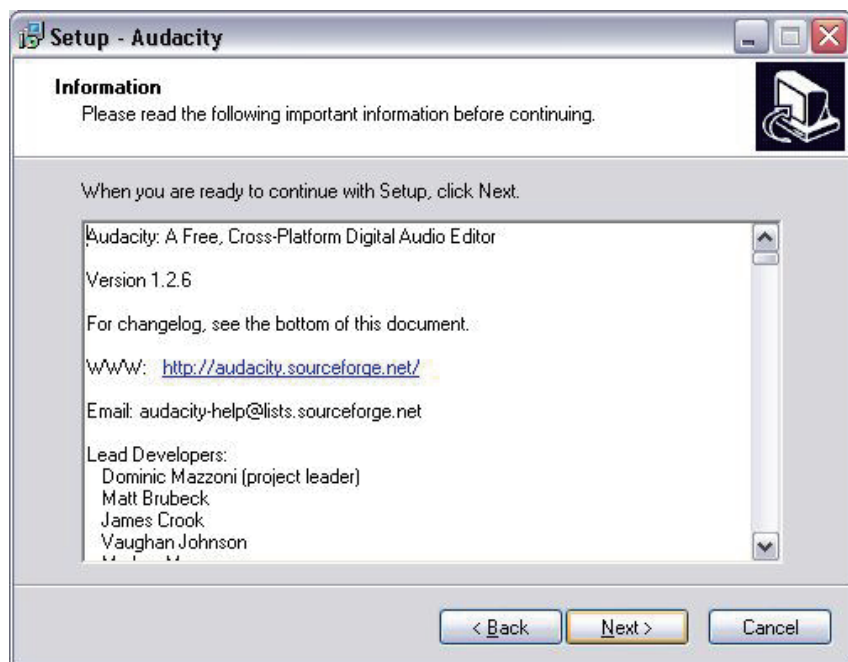 Setup - Audacity
Information
Please read the following important information before continuing.
When you are ready to continue with Setup, click Next.
Audacity: A Free, Cross-Platform Digital Audio Editor
Version 1.2.6
For changelog, see the bottom of this document.
WWW: http://audacity.sourceforge.net/
Email: audacity-help@lists.sourceforge.net
Lead Developers:
Dominic Mazzoni (project leader)
Matt Brubeck
James Crook
Vaughan Johnson
< Back
Next >
Cancel